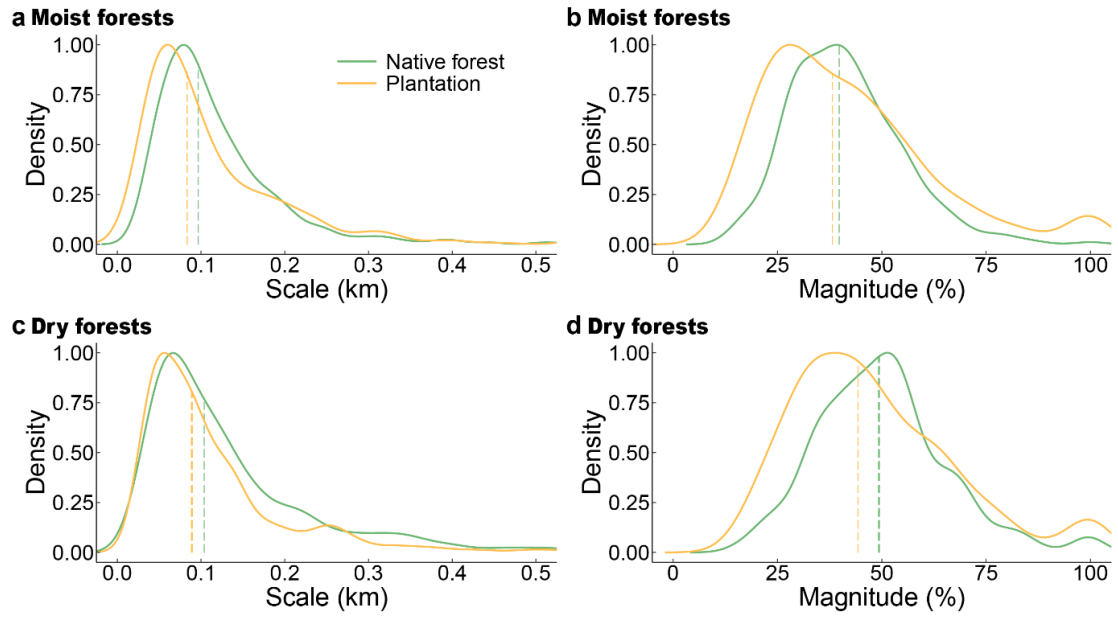 a Moist forests
1.00
0.75
0.50
0.25
0.00
Density
0.0 0.1 0.2 0.3 0.4 0.5
Scale (km)
Native forest
Plantation
b Moist forests
1.00
0.75
0.50
0.25
0.00
Density
0 25 50 75 100
Magnitude (%)
c Dry forests
1.00
0.75
0.50
0.25
0.00
Density
0.0 0.1 0.2 0.3 0.4 0.5
Scale (km)
d Dry forests
1.00
0.75
0.50
0.25
0.00
Density
0 25 50 75 100
Magnitude (%)